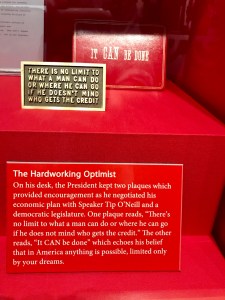 IT CAN BE DONE
THERE IS NO LIMIT TO
WHAT A MAN CAN DO
OR WHERE HE CAN GO
IF HE DOESN'T MIND
WHO GETS THE CREDIT
The Hardworking Optimist
On his desk, the President kept two plaques which
provided encouragement as he negotiated his
economic plan with Speaker Tip O'Neill and a
democratic legislature. One plaque reads, "There's
no limit to what a man can do or where he can go
if he does not mind who gets the credit." The other
reads, "It CAN be done" which echoes his belief
that in America anything is possible, limited only
by your dreams.